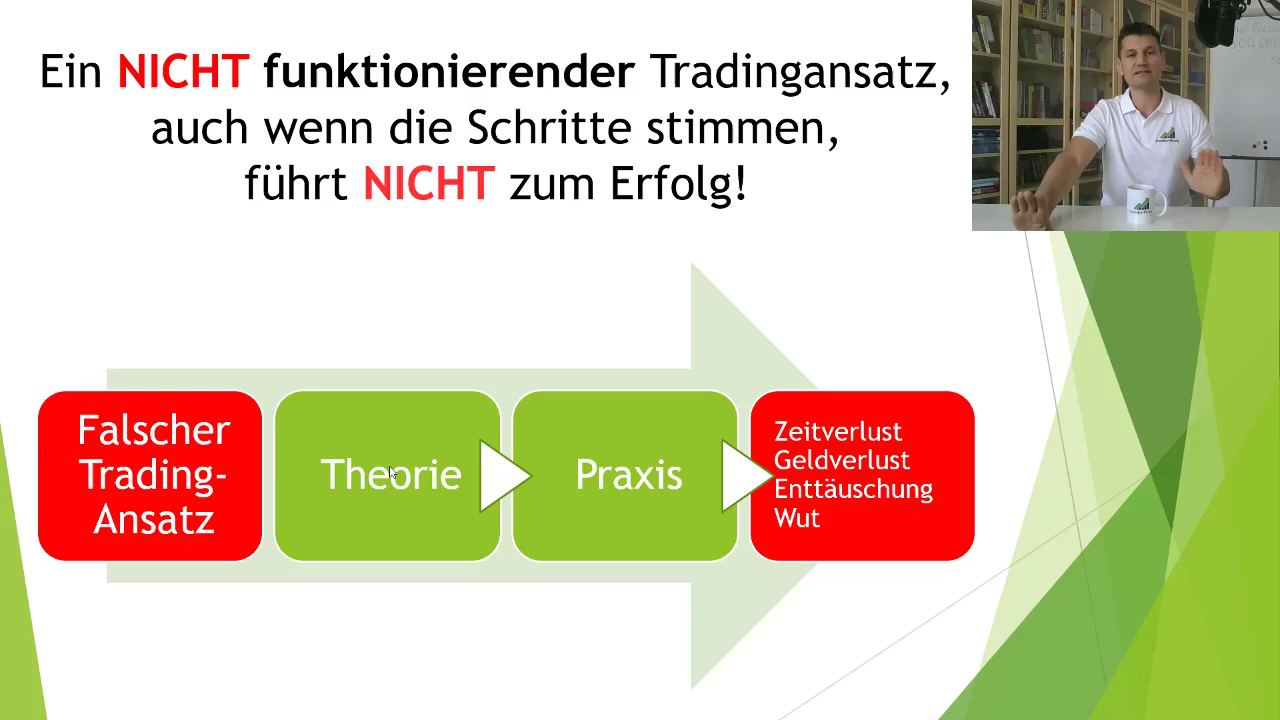 Ein NICHT funktionierender Tradingansatz,
auch wenn die Schritte stimmen,
führt NICHT zum Erfolg!
Falscher
Trading-
Ansatz
Theorie
Praxis
Zeitverlust
Geldverlust
Enttäuschung
Wut